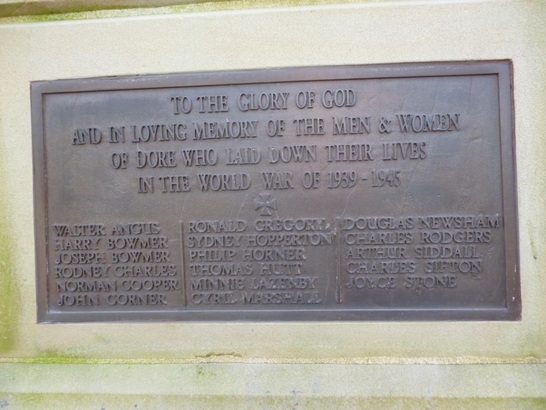 TO THE GLORY OF GOD
AND IN LOVING MEMORY OF THE MEN & WOMEN
OF DORE WHO LAID DOWN THEIR LIVES
IN THE WORLD WAR OF 1939-1945
WALTER ANGUS
HARRY BOWMER
JOSEPH BOWMER
RODNEY CHARLES
NORMAN COOPER
JOHN CORNER
RONALD GREGORY
SYDNEY HOPPERTON
PHILIP HORNER
THOMAS HUTT
MINNIE LAZENBY
CYRIL MARSHALL
DOUGLAS NEWSHAM
CHARLES RODGERS
ARTHUR SIDDALL
CHARLES SIFTON
JOYCE STONE